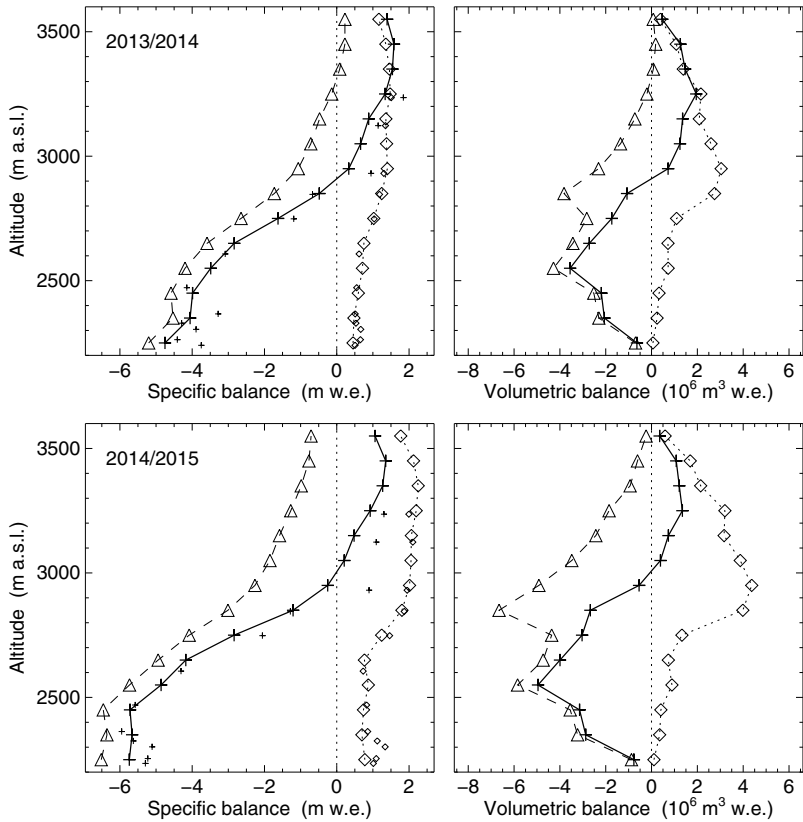 3500
3000
2500
Altitude (m a.s.l.)
2013/2014
−6 −4 −2 0 2
Specific balance (m w.e.)
−8 −6 −4 −2 0 2 4 6
Volumetric balance (10⁶ m³ w.e.)
3500
3000
2500
Altitude (m a.s.l.)
2014/2015
−6 −4 −2 0 2
Specific balance (m w.e.)
−8 −6 −4 −2 0 2 4 6
Volumetric balance (10⁶ m³ w.e.)